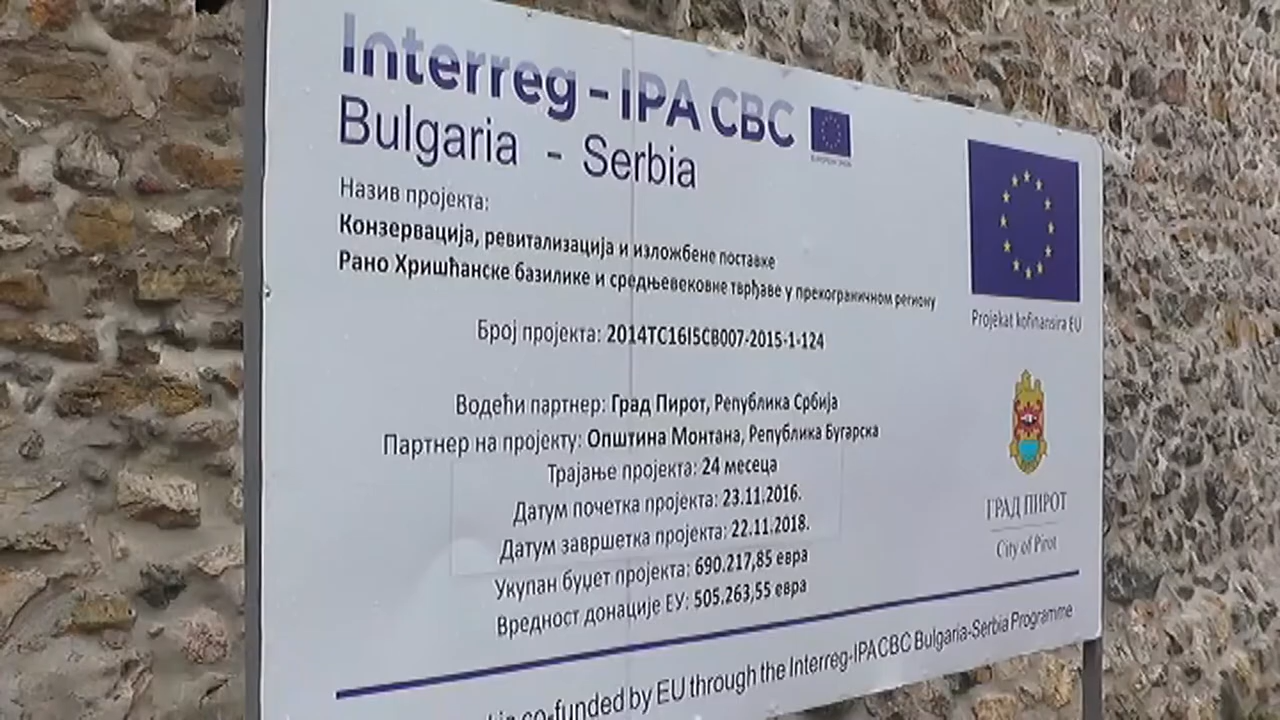 Interreg - IPA CBC
EUROPEAN UNION
Bulgaria - Serbia
Назив пројекта:
Конзервација, ревитализација и изложбене поставке
Рано Хришћанске базилике и средњевековне тврђаве у прекограничном региону
Projekat kofinansira EU
Број пројекта: 2014TC16I5CB007-2015-1-124
Водећи партнер: Град Пирот, Република Србија
Партнер на пројекту: Општина Монтана, Република Бугарска
Трајање пројекта: 24 месеца
Датум почетка пројекта: 23.11.2016.
Датум завршетка пројекта: 22.11.2018.
Укупан буџет пројекта: 690.217,85 евра
Вредност донације ЕУ: 505.263,55 евра
ГРАД ПИРОТ
City of Pirot
is co-funded by EU through the Interreg-IPA CBC Bulgaria-Serbia Programme